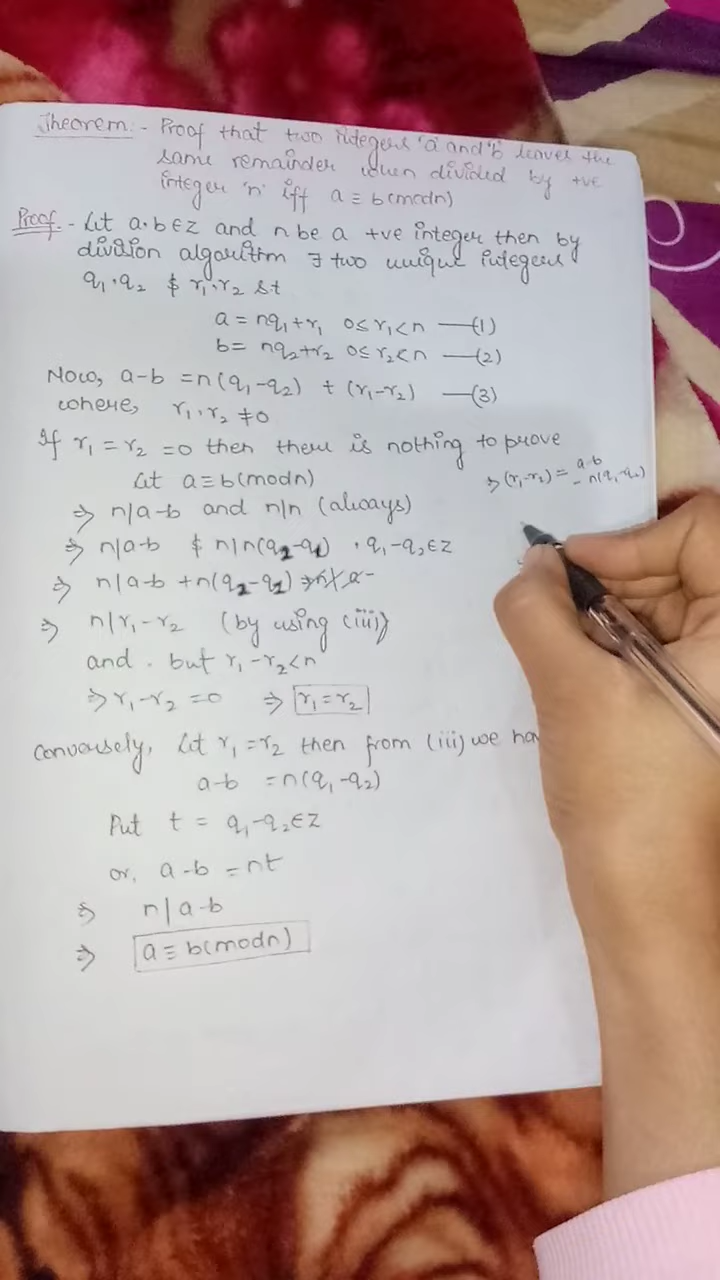 Theorem:- Proof that two integers 'a' and 'b' leaves the
same remainder when divided by +ve
integer 'n' iff a ≡ b(modn)
Proof.- Let a,b∈Z and n be a +ve integer then by
division algorithm ∃ two unique integers
q₁,q₂ & r₁,r₂ st
a = nq₁+r₁ 0≤r₁<n —(1)
b= nq₂+r₂ 0≤r₂<n —(2)
Now, a-b =n(q₁-q₂) + (r₁-r₂) —(3)
where, r₁,r₂ ≠0
If r₁ = r₂ =0 then there is nothing to prove
Let a≡b(modn)
⇒ (r₁-r₂) = a-b
- n(q₁-q₂)
⇒ n/a-b and n/n (always)
⇒ n/a-b & n/n(q₂-q₁) , q₁-q₂∈Z
⇒ n/a-b +n(q₂-q₁)
⇒ n/r₁-r₂ (by using (iii))
and . but r₁-r₂<n
⇒ r₁-r₂ =0 ⇒ r₁=r₂
Conversely, Let r₁=r₂ then from (iii) we
a-b =n(q₁-q₂)
Put t = q₁-q₂∈Z
or, a-b =nt
⇒ n/a-b
⇒ a≡ b(modn)